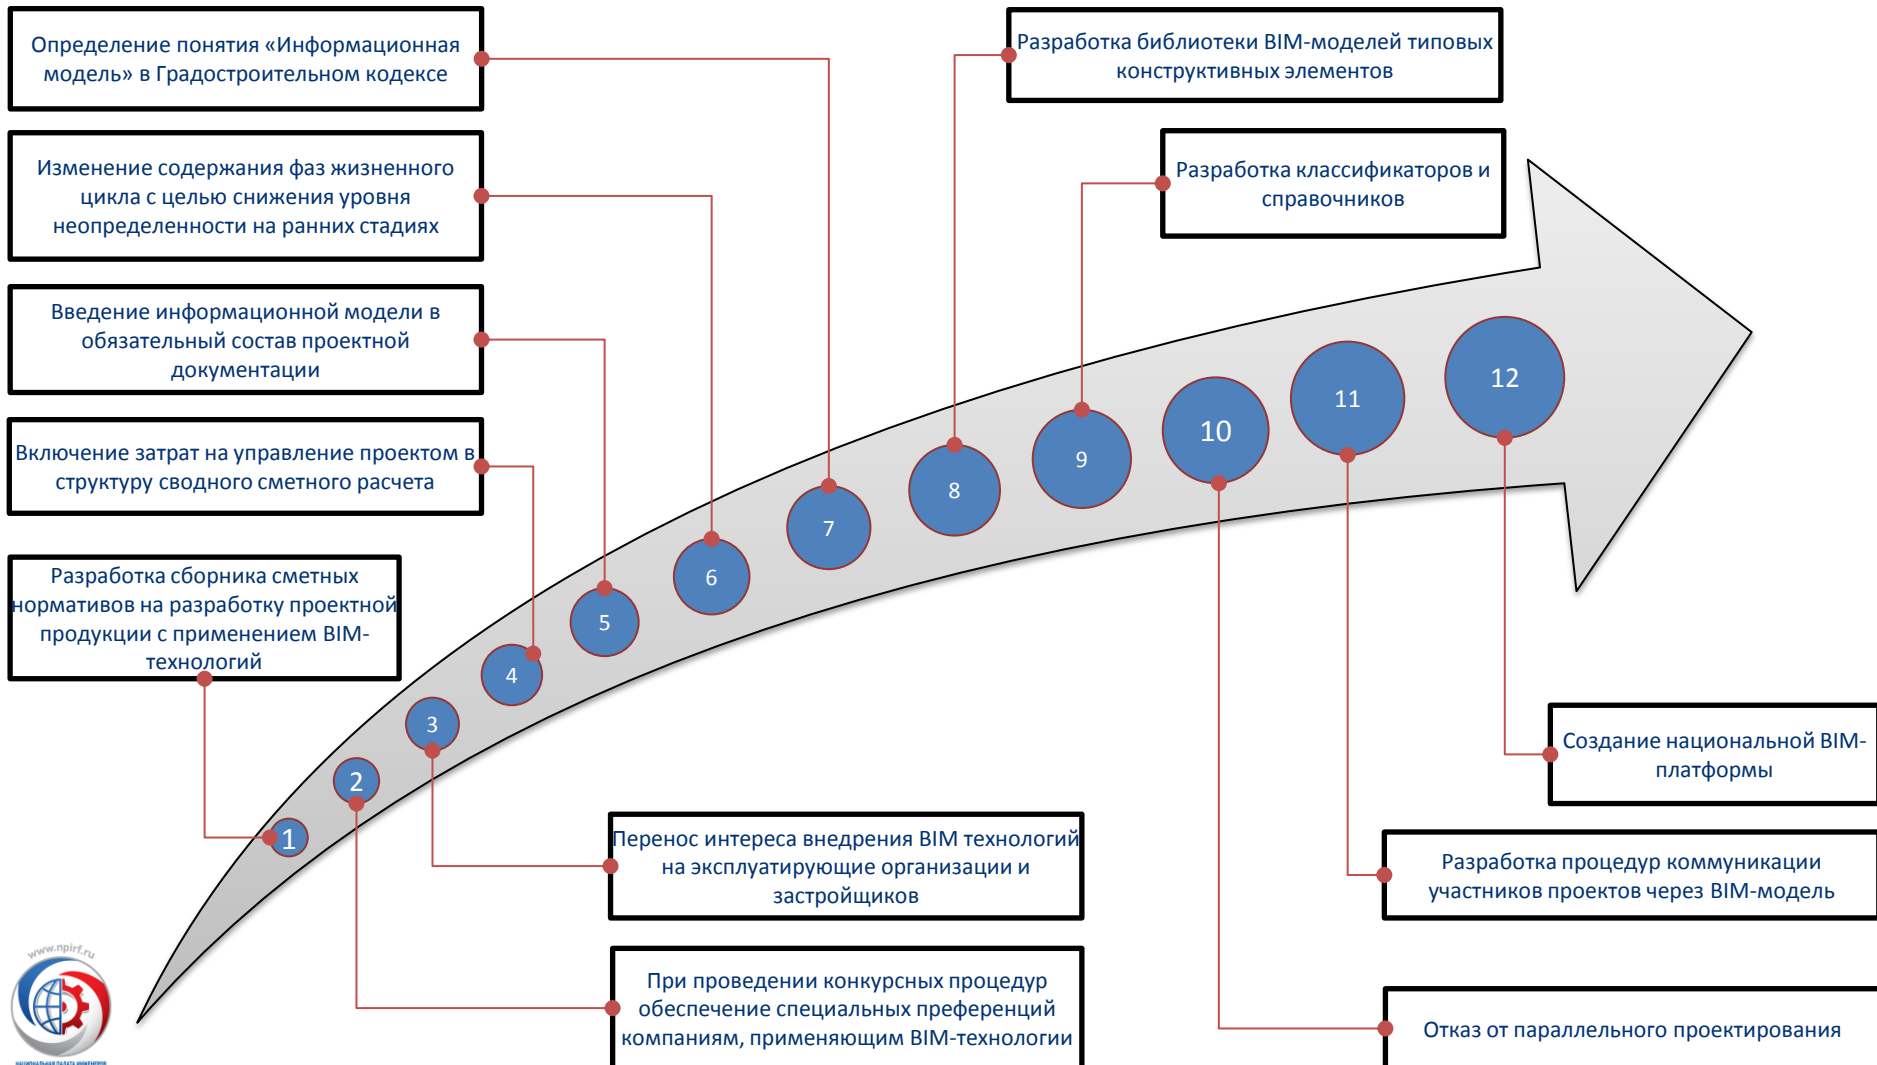 Определение понятия «Информационная
модель» в Градостроительном кодексе
Изменение содержания фаз жизненного
цикла с целью снижения уровня
неопределенности на ранних стадиях
Введение информационной модели в
обязательный состав проектной
документации
Включение затрат на управление проектом в
структуру сводного сметного расчета
Разработка сборника сметных
нормативов на разработку проектной
продукции с применением BIM-
технологий
Разработка библиотеки BIM-моделей типовых
конструктивных элементов
Разработка классификаторов и
справочников
1
2
3
4
5
6
7
8
9
10
11
12
Создание национальной BIM-
платформы
Перенос интереса внедрения BIM технологий
на эксплуатирующие организации и
застройщиков
Разработка процедур коммуникации
участников проектов через BIM-модель
При проведении конкурсных процедур
обеспечение специальных преференций
компаниям, применяющим BIM-технологии
Отказ от параллельного проектирования
www.npirf.ru
НАЦИОНАЛЬНАЯ ПАЛАТА ИНЖЕНЕРОВ